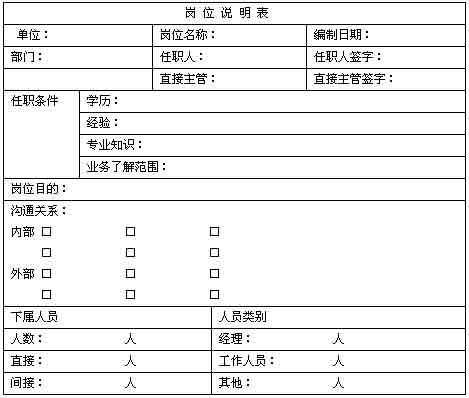 岗 位 说 明 表
单位： 岗位名称： 编制日期：
部门： 任职人： 任职人签字：
直接主管： 直接主管签字：
任职条件 学历：
经验：
专业知识：
业务了解范围：
岗位目的：
沟通关系：
内部 □ □ □
□ □ □
外部 □ □ □
□ □ □
下属人员 人员类别
人数： 人 经理： 人
直接： 人 工作人员： 人
间接： 人 其他： 人